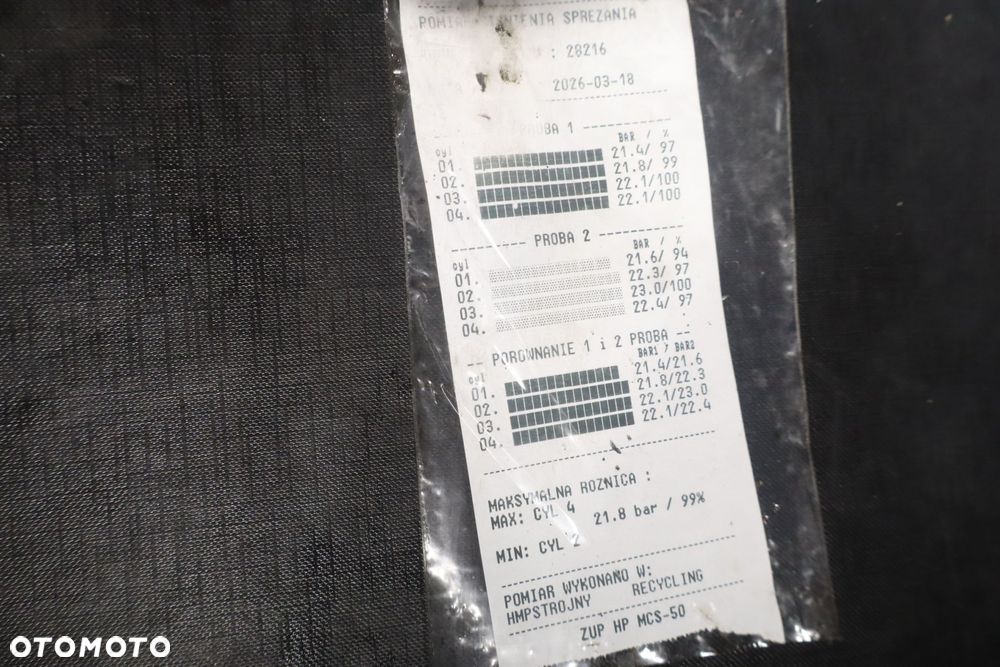 POMIAR CISNIENIA SPREZANIA
: 28216
2026-03-18
PROBA 1
cyl BAR / %
01. 21.4/ 97
02. 21.8/ 99
03. 22.1/100
04. 22.1/100
PROBA 2
cyl BAR / %
01. 21.6/ 94
02. 22.3/ 97
03. 23.0/100
04. 22.4/ 97
-- POROWNANIE 1 i 2 PROBA --
cyl BAR1 / BAR2
01. 21.4/21.6
02. 21.8/22.3
03. 22.1/23.0
04. 22.1/22.4
MAKSYMALNA ROZNICA :
MAX: CYL 4
21.8 bar / 99%
MIN: CYL 2
POMIAR WYKONANO W:
HMPSTROJNY RECYCLING
ZUP HP MCS-50
OTOMOTO